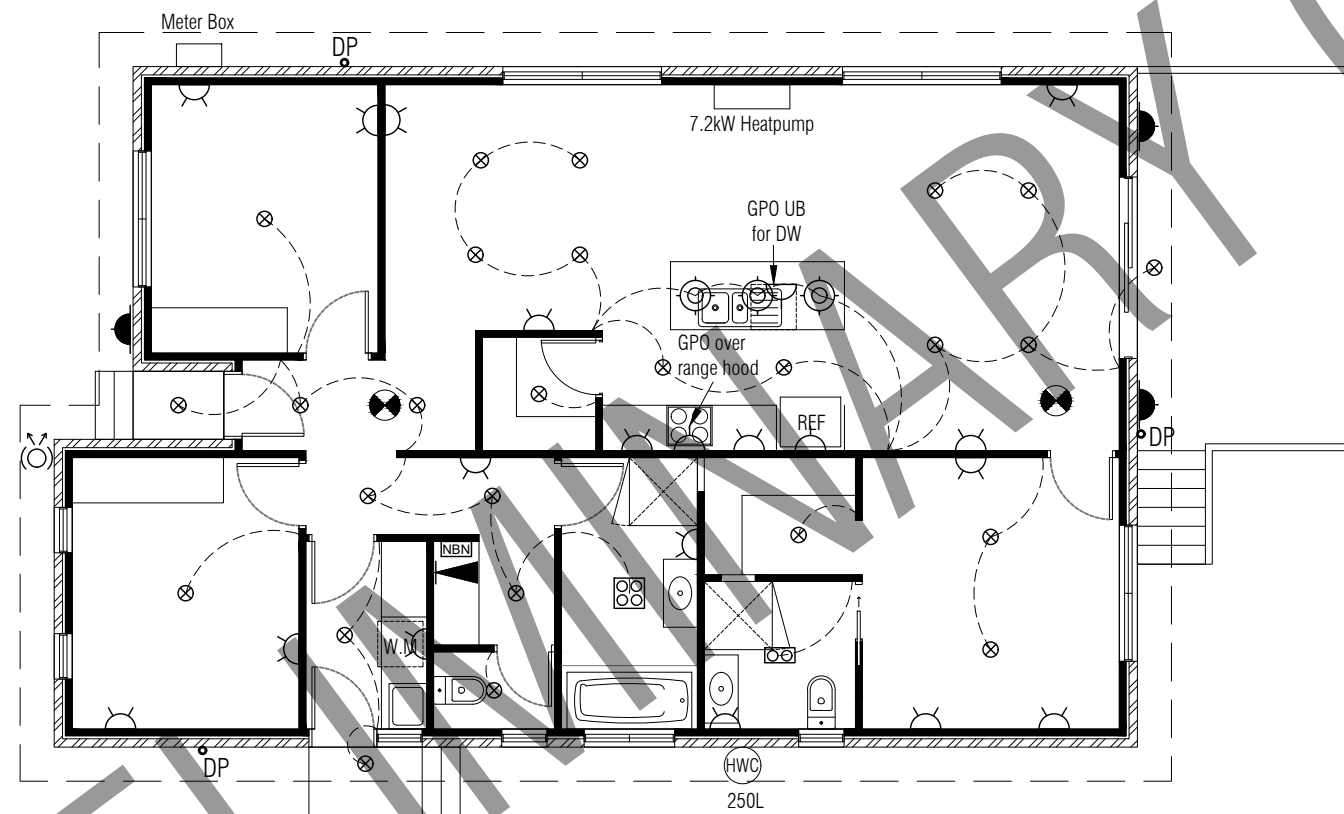 Meter Box
DP
7.2kW Heatpump
GPO UB
for DW
GPO over
range hood
REF
DP
NBN
W.M
DP
HWC
250L